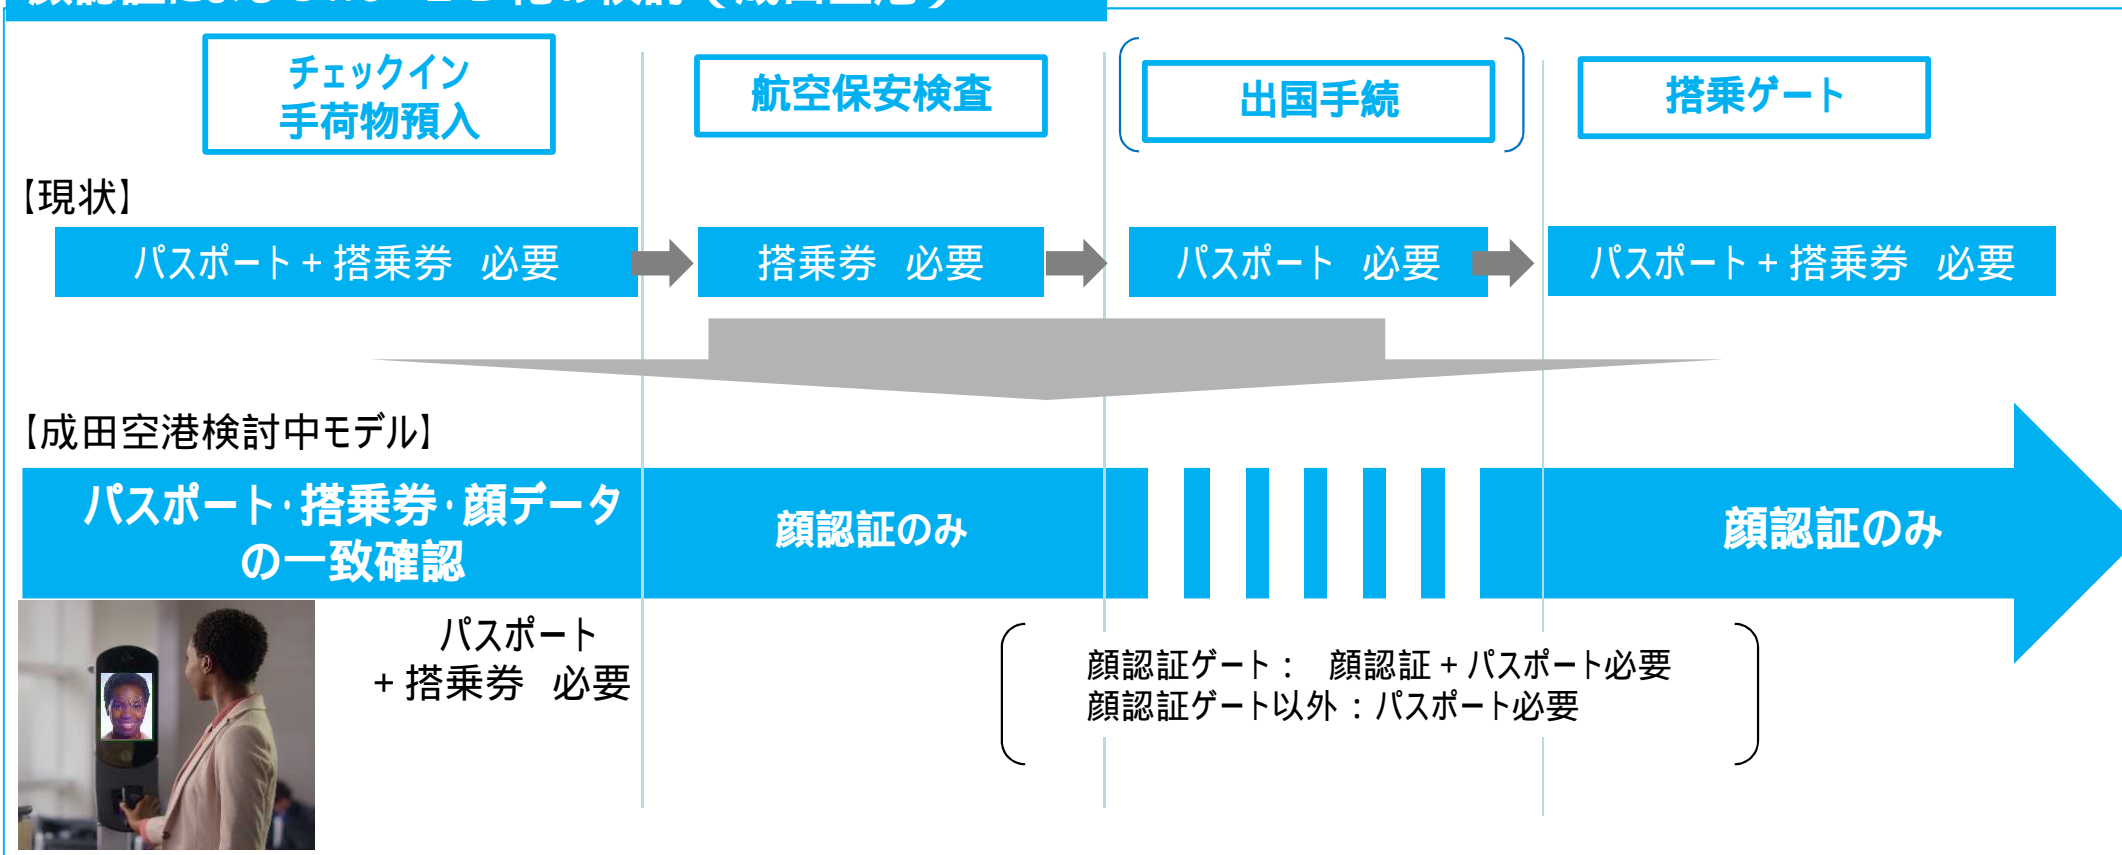 チェックイン
手荷物預入
航空保安検査
出国手続
搭乗ゲート
【現状】
パスポート+搭乗券 必要
搭乗券 必要
パスポート 必要
パスポート+搭乗券 必要
【成田空港検討中モデル】
パスポート・搭乗券・顔データ
の一致確認
顔認証のみ
顔認証のみ
パスポート
+搭乗券 必要
顔認証ゲート: 顔認証+パスポート必要
顔認証ゲート以外:パスポート必要